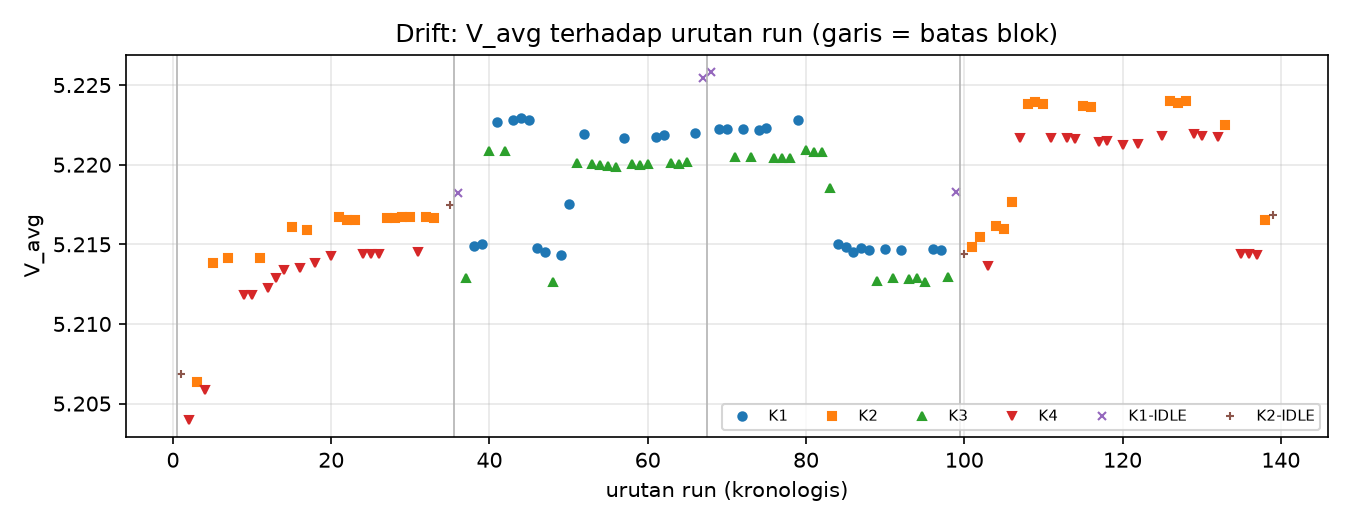 Drift: V_avg terhadap urutan run (garis = batas blok)
V_avg
5.225
5.220
5.215
5.210
5.205
K1 K2 K3 K4 K1-IDLE K2-IDLE
0 20 40 60 80 100 120 140
urutan run (kronologis)